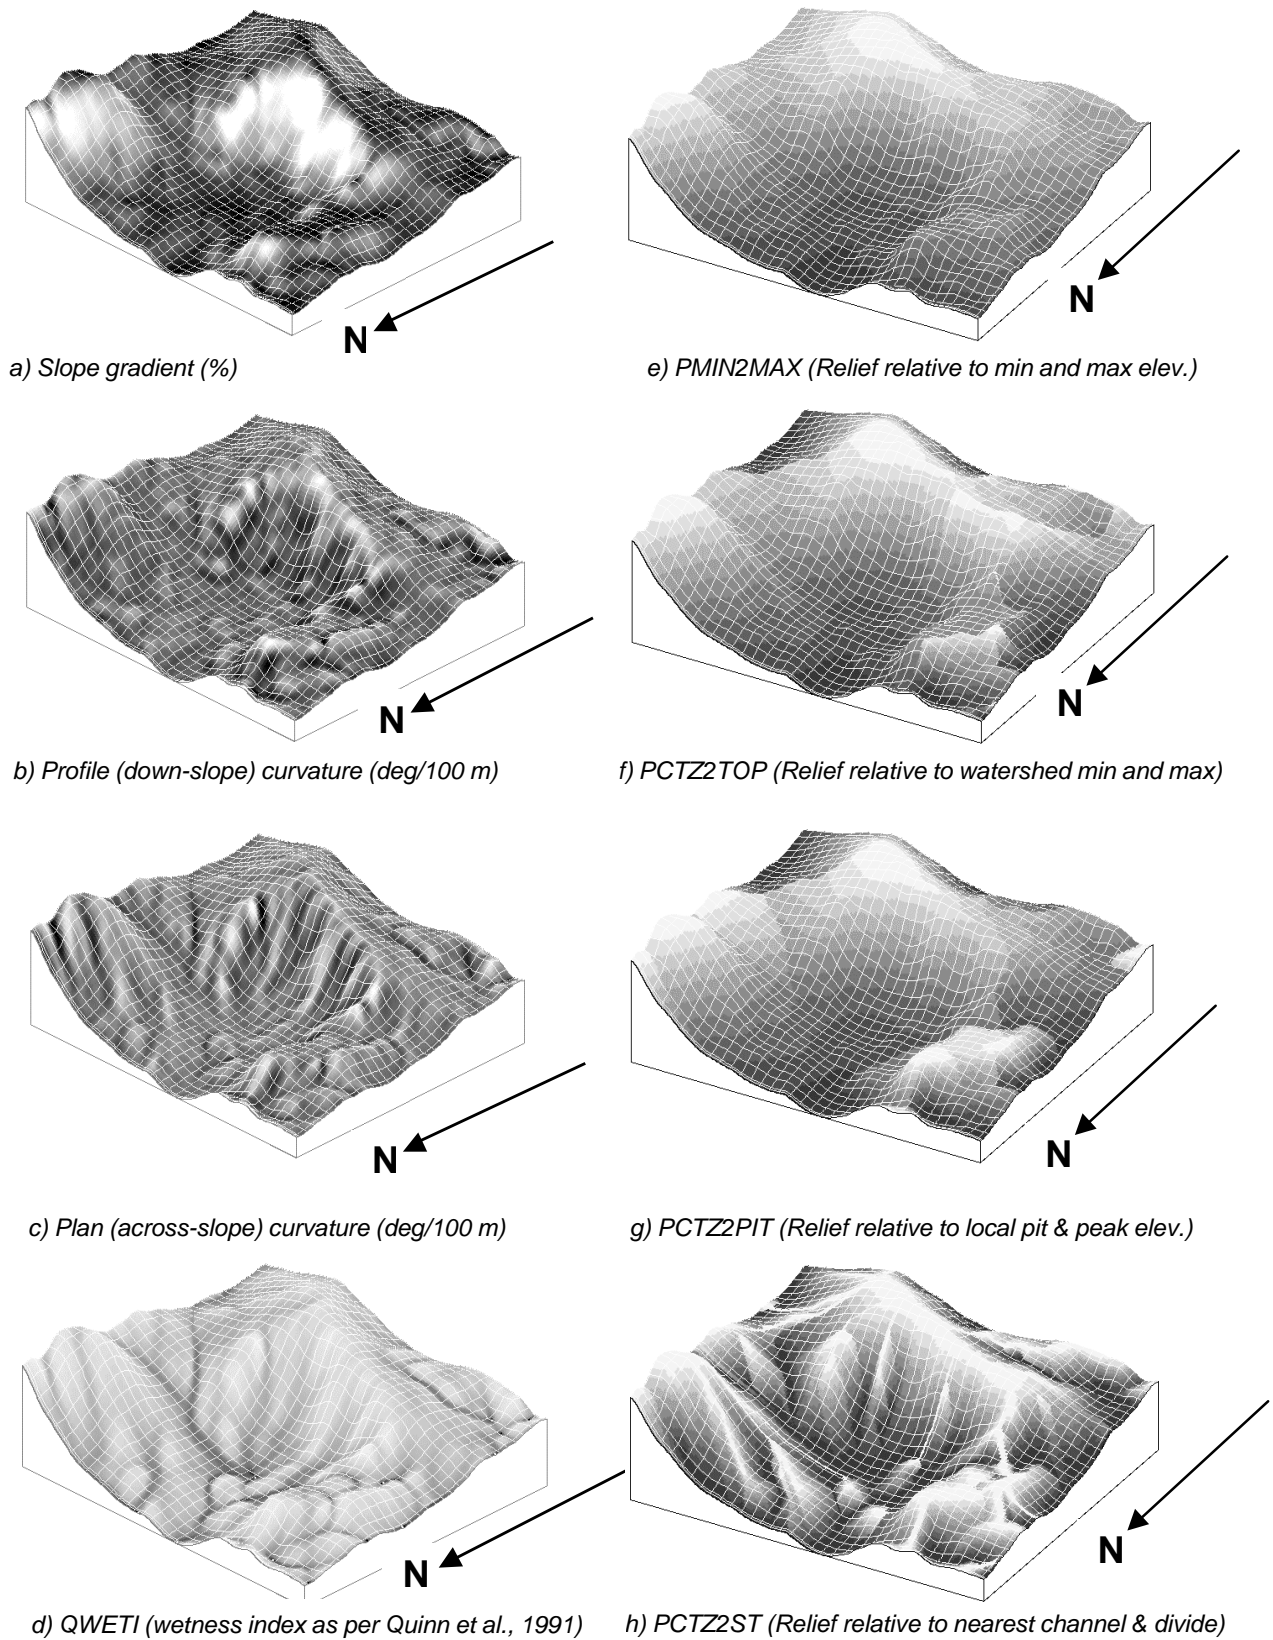 N
N
a) Slope gradient (%)
e) PMIN2MAX (Relief relative to min and max elev.)
N
N
b) Profile (down-slope) curvature (deg/100 m)
f) PCTZ2TOP (Relief relative to watershed min and max)
N
N
c) Plan (across-slope) curvature (deg/100 m)
g) PCTZ2PIT (Relief relative to local pit & peak elev.)
N
N
d) QWETI (wetness index as per Quinn et al., 1991)
h) PCTZ2ST (Relief relative to nearest channel & divide)